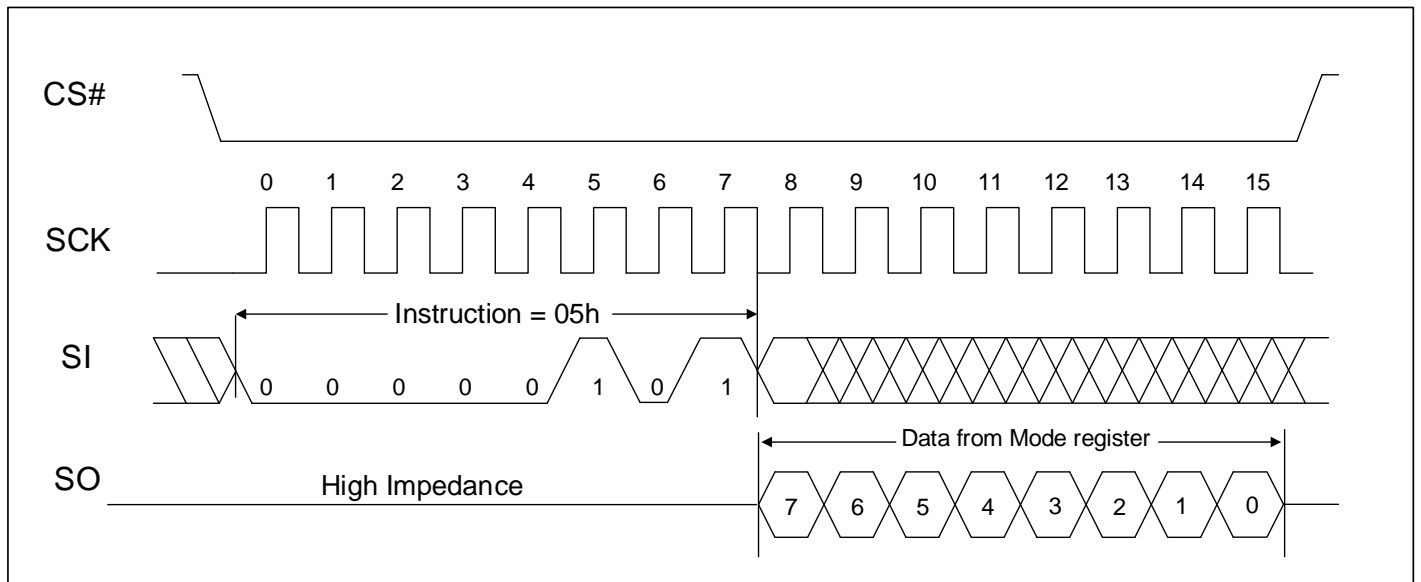 CS#
0 1 2 3 4 5 6 7 8 9 10 11 12 13 14 15
SCK
Instruction = 05h
SI
0 0 0 0 0 1 0 1
Data from Mode register
SO
High Impedance
7 6 5 4 3 2 1 0